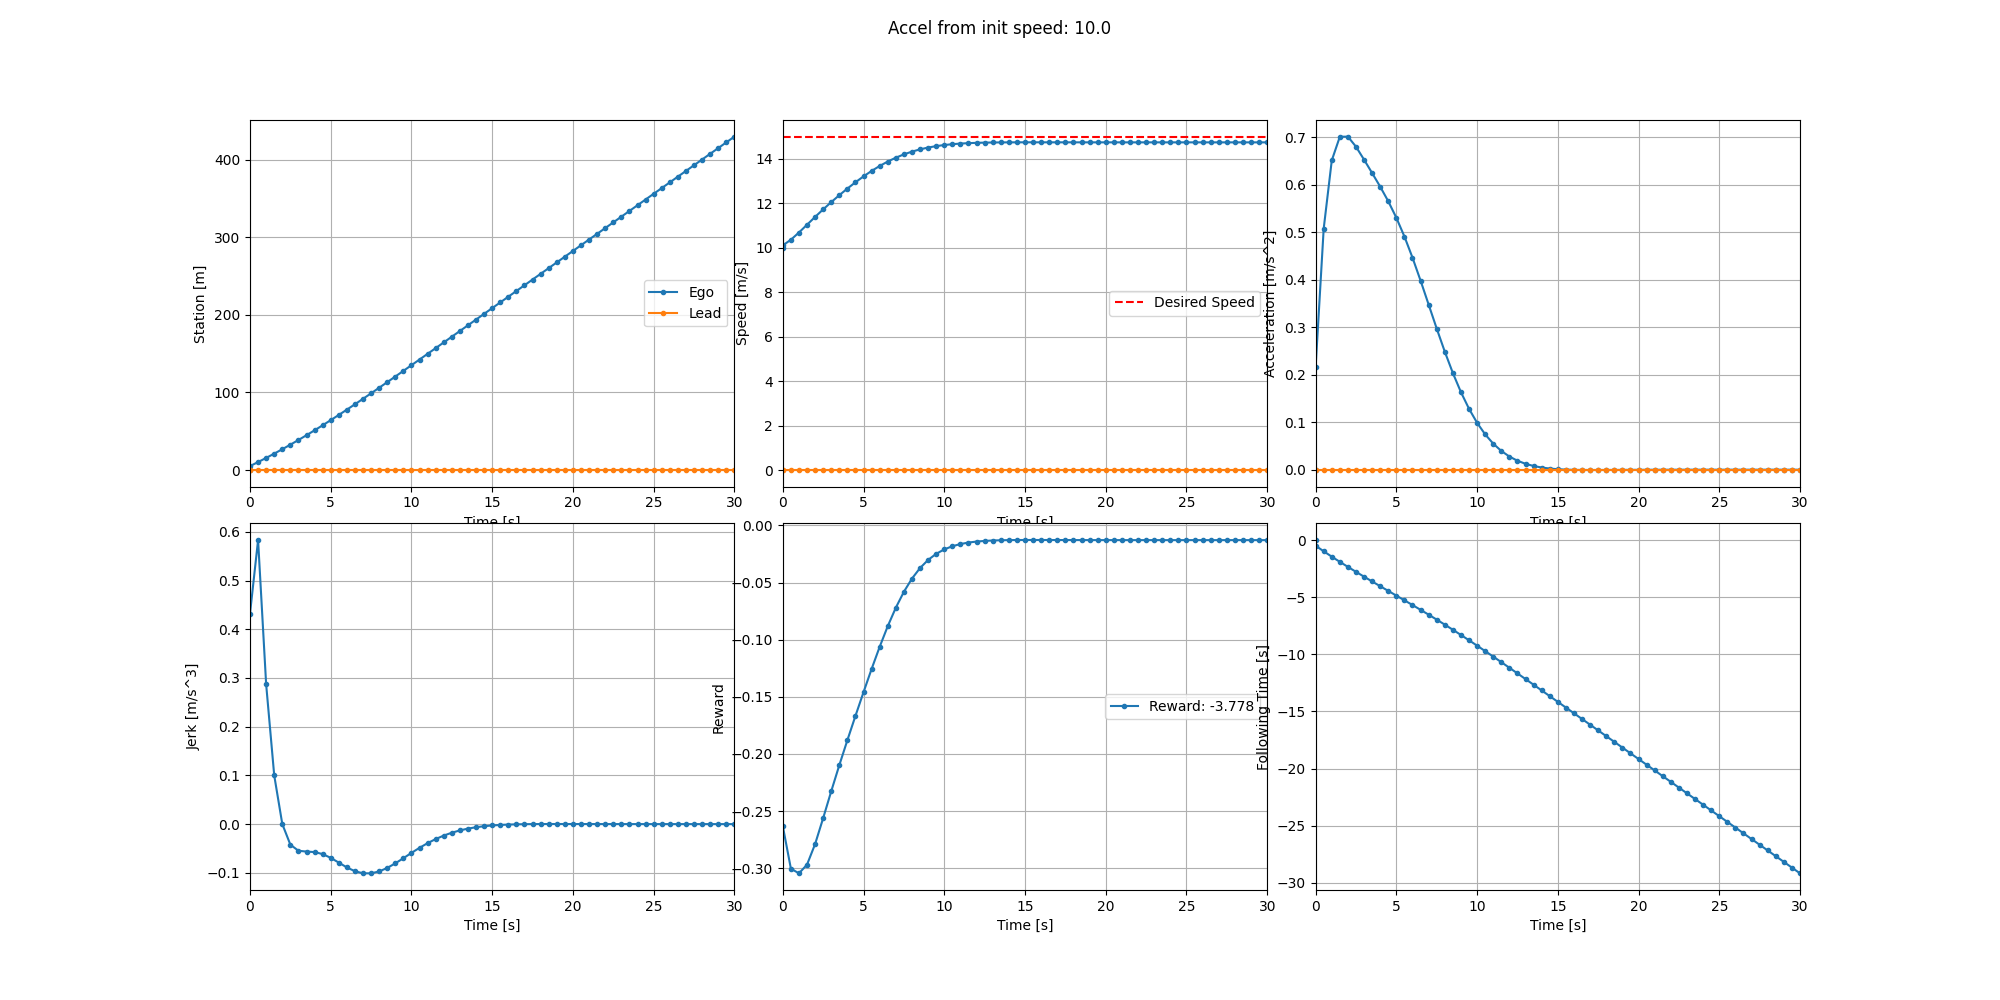 Accel from init speed: 10.0
Station [m]
400
300
200
100
0
0 5 10 15 20 25 30
Time [s]
Ego
Lead
Speed [m/s]
14
12
10
8
6
4
2
0
0 5 10 15 20 25 30
Time [s]
Desired Speed
Acceleration [m/s^2]
0.7
0.6
0.5
0.4
0.3
0.2
0.1
0.0
0 5 10 15 20 25 30
Time [s]
Jerk [m/s^3]
0.6
0.5
0.4
0.3
0.2
0.1
0.0
−0.1
0 5 10 15 20 25 30
Time [s]
Reward
0.00
−0.05
−0.10
−0.15
−0.20
−0.25
−0.30
0 5 10 15 20 25 30
Time [s]
Reward: -3.778
Following Time [s]
0
−5
−10
−15
−20
−25
−30
0 5 10 15 20 25 30
Time [s]